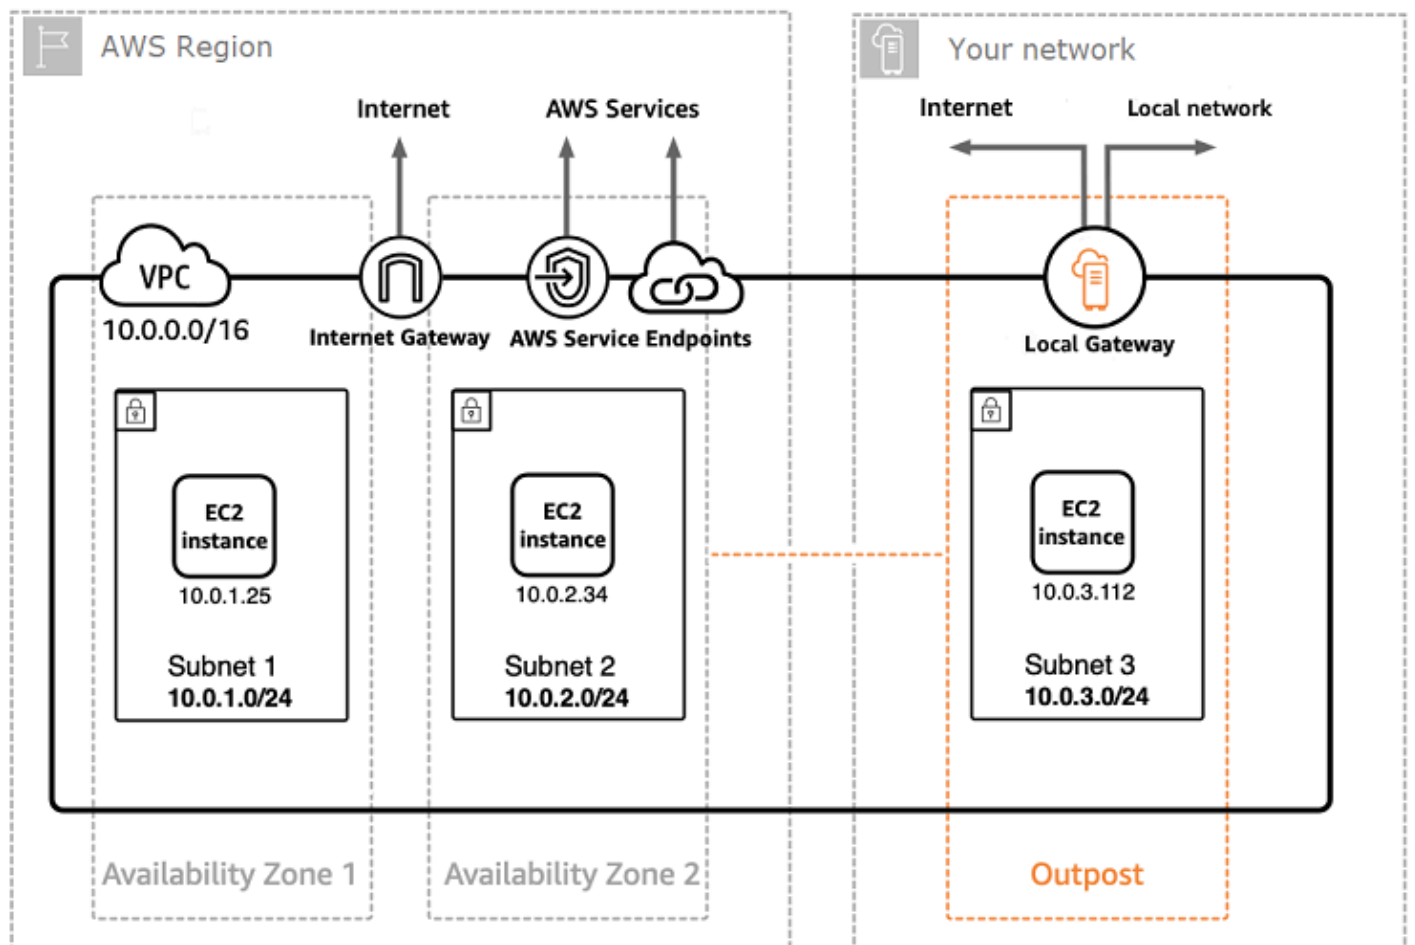 AWS Region
Your network
Internet
AWS Services
Internet
Local network
VPC
10.0.0.0/16
Internet Gateway
AWS Service Endpoints
Local Gateway
EC2
instance
10.0.1.25
Subnet 1
10.0.1.0/24
EC2
instance
10.0.2.34
Subnet 2
10.0.2.0/24
EC2
instance
10.0.3.112
Subnet 3
10.0.3.0/24
Availability Zone 1
Availability Zone 2
Outpost